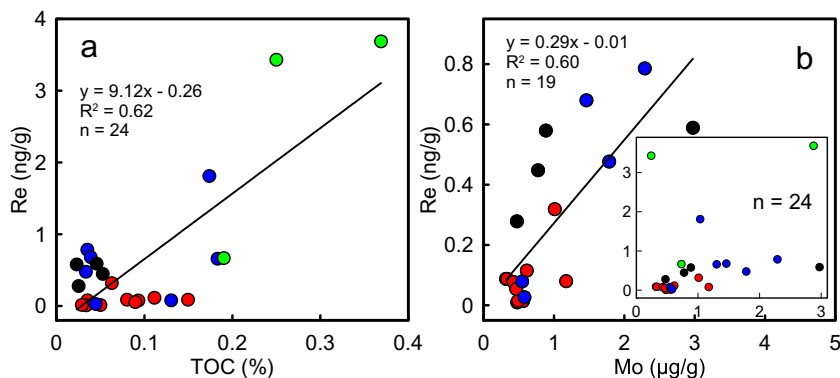 a
y = 9.12x - 0.26
R² = 0.62
n = 24
Re (ng/g)
4
3
2
1
0
0
0.1
0.2
0.3
0.4
TOC (%)
b
y = 0.29x - 0.01
R² = 0.60
n = 19
Re (ng/g)
0.8
0.6
0.4
0.2
0
0
1
2
3
4
5
Mo (µg/g)
n = 24
3
2
1
0
0
1
2
3